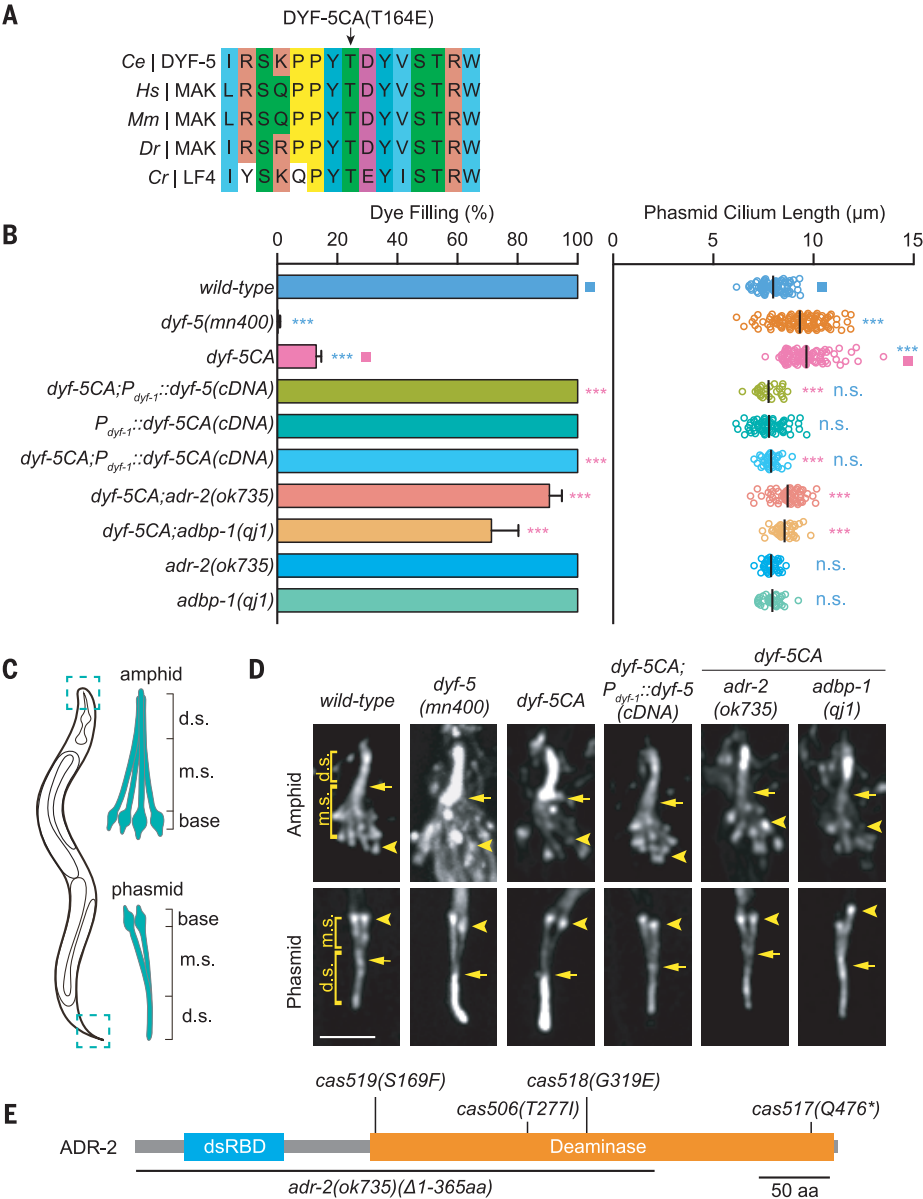 A
DYF-5CA(T164E)
Ce | DYF-5 I R S K P P Y T D Y V S T R W
Hs | MAK L R S Q P P Y T D Y V S T R W
Mm | MAK L R S Q P P Y T D Y V S T R W
Dr | MAK I R S R P P Y T D Y V S T R W
Cr | LF4 I Y S K Q P Y T E Y I S T R W
B
Dye Filling (%)
Phasmid Cilium Length (µm)
0 20 40 60 80 100
0 5 10 15
wild-type
dyf-5(mn400) *** ***
dyf-5CA *** ***
dyf-5CA;Pdyf-1::dyf-5(cDNA) *** *** n.s.
Pdyf-1::dyf-5CA(cDNA) n.s.
dyf-5CA;Pdyf-1::dyf-5CA(cDNA) *** *** n.s.
dyf-5CA;adr-2(ok735) *** ***
dyf-5CA;adbp-1(qj1) *** ***
adr-2(ok735) n.s.
adbp-1(qj1) n.s.
C
amphid
d.s.
m.s.
base
phasmid
base
m.s.
d.s.
D
wild-type
dyf-5
(mn400)
dyf-5CA
dyf-5CA;
Pdyf-1::dyf-5
(cDNA)
dyf-5CA
adr-2
(ok735)
adbp-1
(qj1)
Amphid
d.s.
m.s.
Phasmid
m.s.
d.s.
E
cas519(S169F)
cas518(G319E)
cas506(T277I)
cas517(Q476*)
ADR-2
dsRBD
Deaminase
adr-2(ok735)(Δ1-365aa)
50 aa